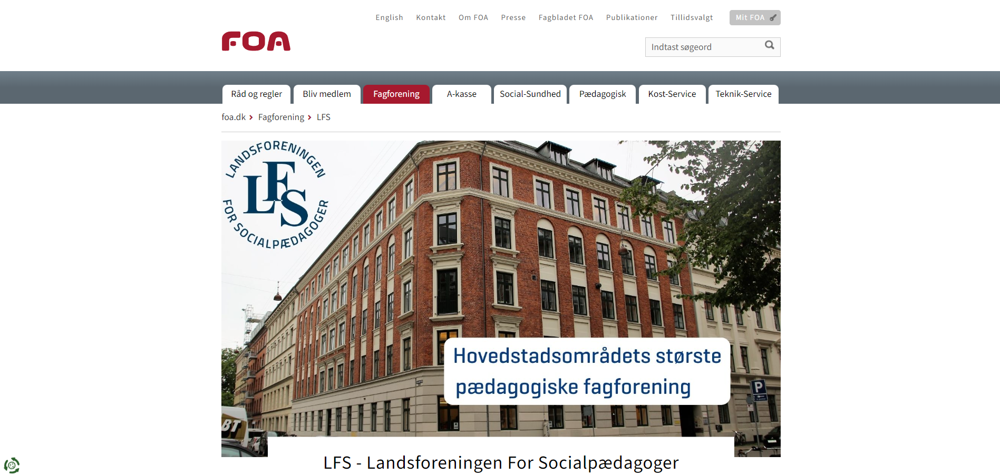 English Kontakt Om FOA Presse Fagbladet FOA Publikationer Tillidsvalgt Mit FOA
FOA
Indtast søgeord
Råd og regler Bliv medlem Fagforening A-kasse Social-Sundhed Pædagogisk Kost-Service Teknik-Service
foa.dk Fagforening LFS
LANDSFORENINGEN
LFS
FOR SOCIALPÆDAGOGER
Hovedstadsområdets største
pædagogiske fagforening
P
BT
LFS - Landsforeningen For Socialpædagoger